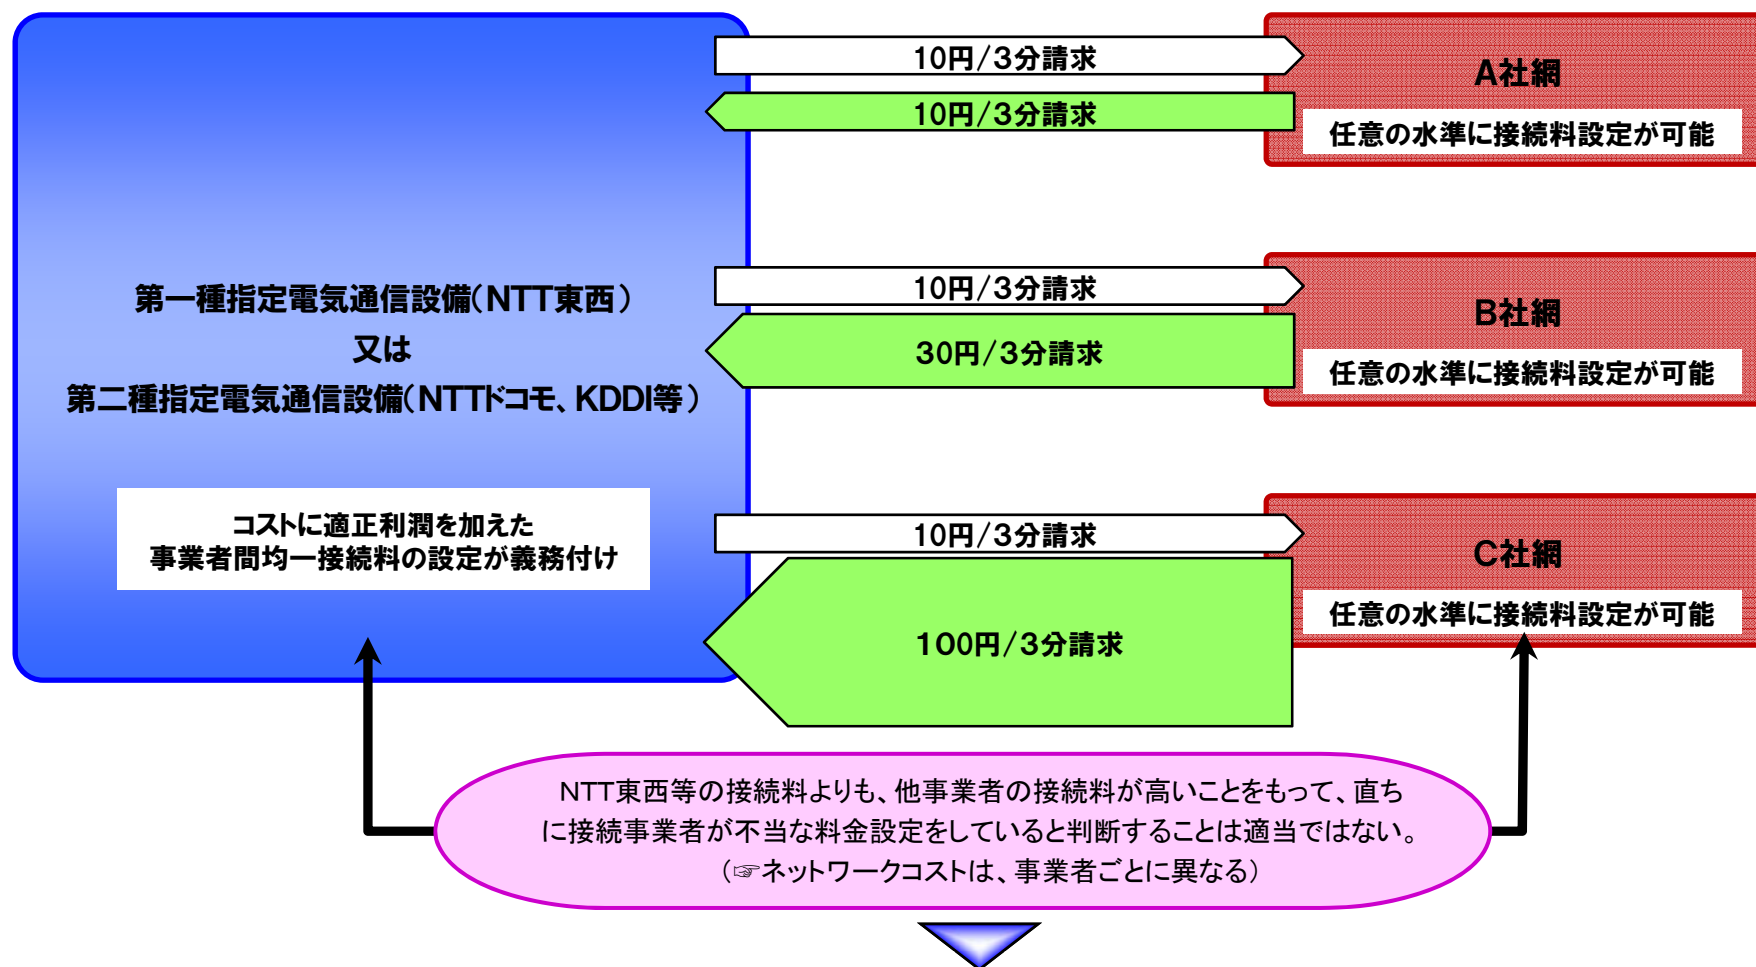 10円/3分請求
A社網
10円/3分請求
任意の水準に接続料設定が可能
第一種指定電気通信設備(NTT東西)
又は
第二種指定電気通信設備(NTTドコモ、KDDI等)
コストに適正利潤を加えた
事業者間均一接続料の設定が義務付け
10円/3分請求
B社網
30円/3分請求
任意の水準に接続料設定が可能
10円/3分請求
C社網
100円/3分請求
任意の水準に接続料設定が可能
NTT東西等の接続料よりも、他事業者の接続料が高いことをもって、直ち
に接続事業者が不当な料金設定をしていると判断することは適当ではない。
(☞ネットワークコストは、事業者ごとに異なる)